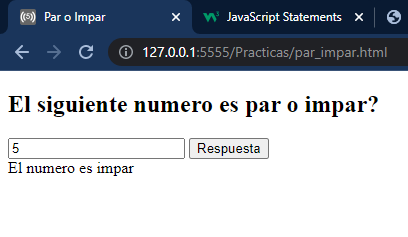 Par o Impar
JavaScript Statements
127.0.0.1:5555/Practicas/par_impar.html
El siguiente numero es par o impar?
5
Respuesta
El numero es impar